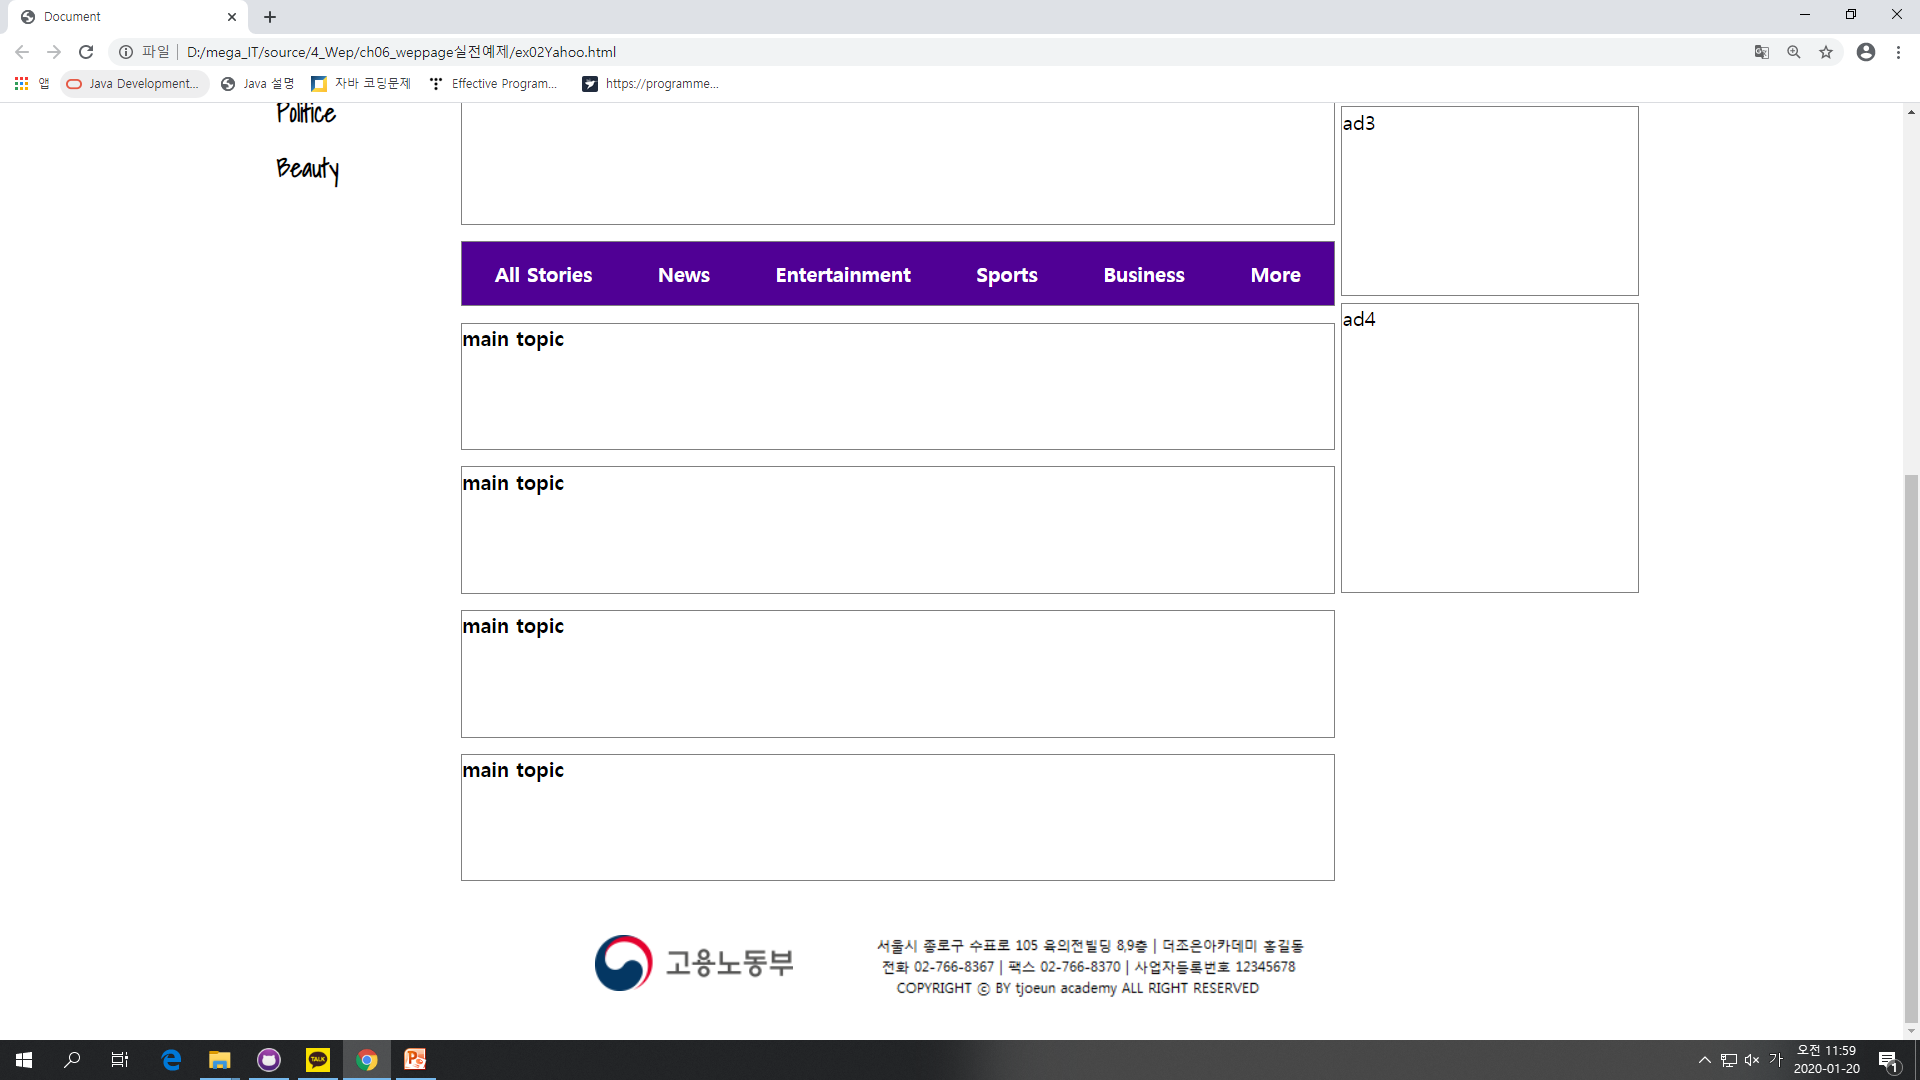 Document
파일
D:/mega_IT/source/4_Wep/ch06_weppage실전예제/ex02Yahoo.html
앱
Java Development...
Java 설명
자바 코딩문제
Effective Program...
https://programme...
Politice
Beauty
All Stories
News
Entertainment
Sports
Business
More
main topic
main topic
main topic
main topic
ad3
ad4
고용노동부
서울시 종로구 수표로 105 육의전빌딩 8,9층 | 더조은아카데미 홍길동
전화 02-766-8367 | 팩스 02-766-8370 | 사업자등록번호 12345678
COPYRIGHT ⓒ BY tjoeun academy ALL RIGHT RESERVED
TALK
가
오전 11:59
2020-01-20
1